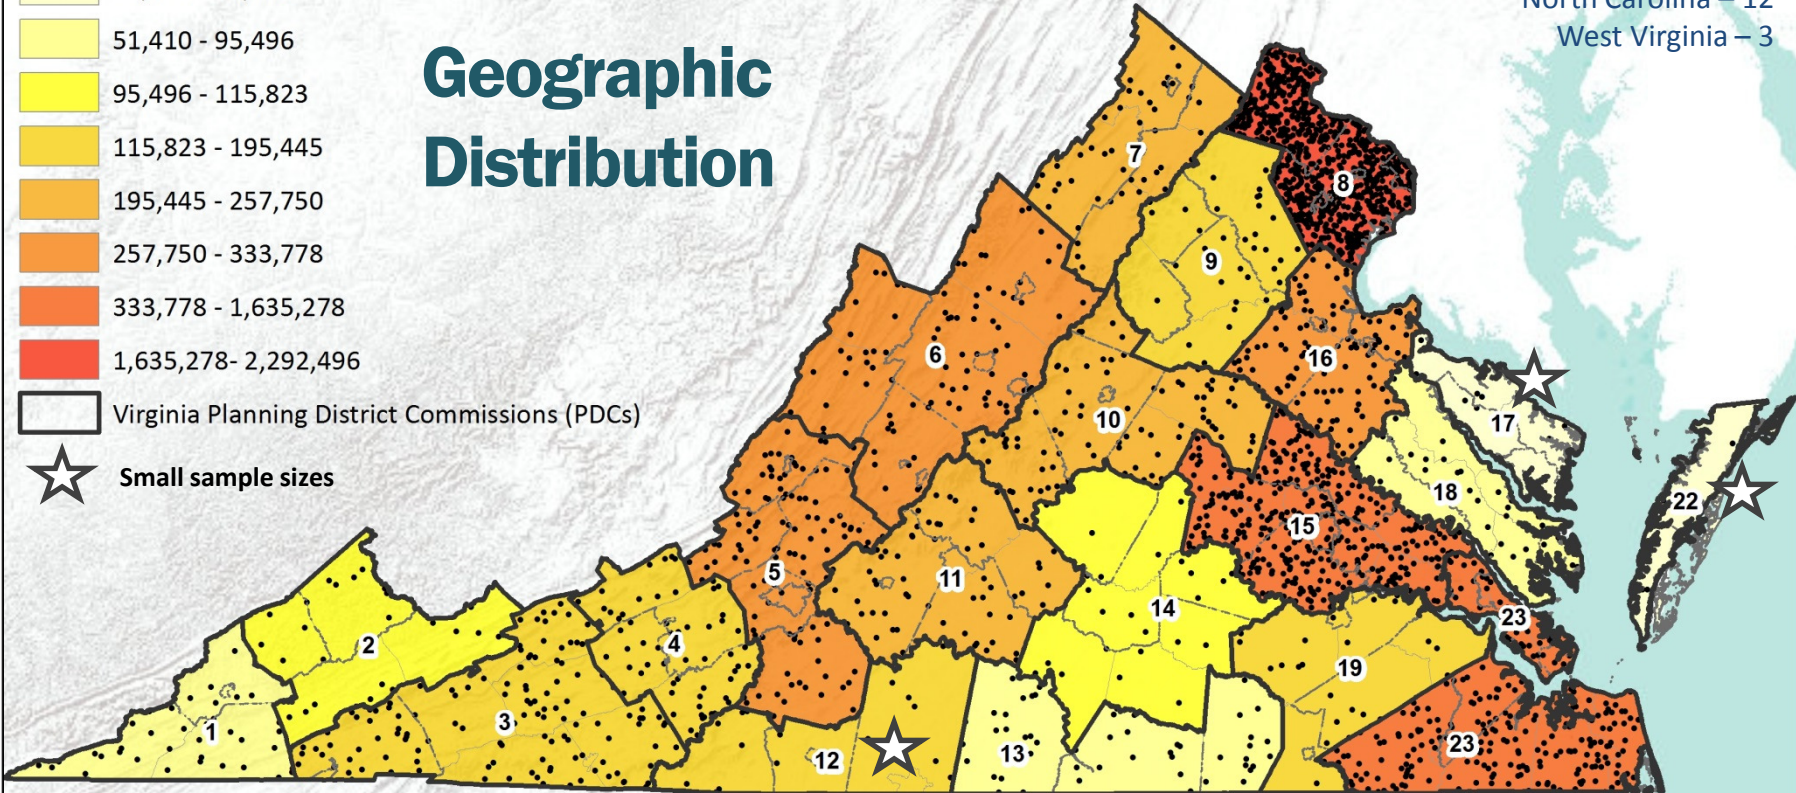 North Carolina – 12
West Virginia – 3
51,410 - 95,496
95,496 - 115,823
115,823 - 195,445
195,445 - 257,750
257,750 - 333,778
333,778 - 1,635,278
1,635,278- 2,292,496
Virginia Planning District Commissions (PDCs)
Small sample sizes
Geographic
Distribution
7
8
9
6
16
10
17
18
22
15
5
11
14
23
2
4
19
3
1
12
13
23